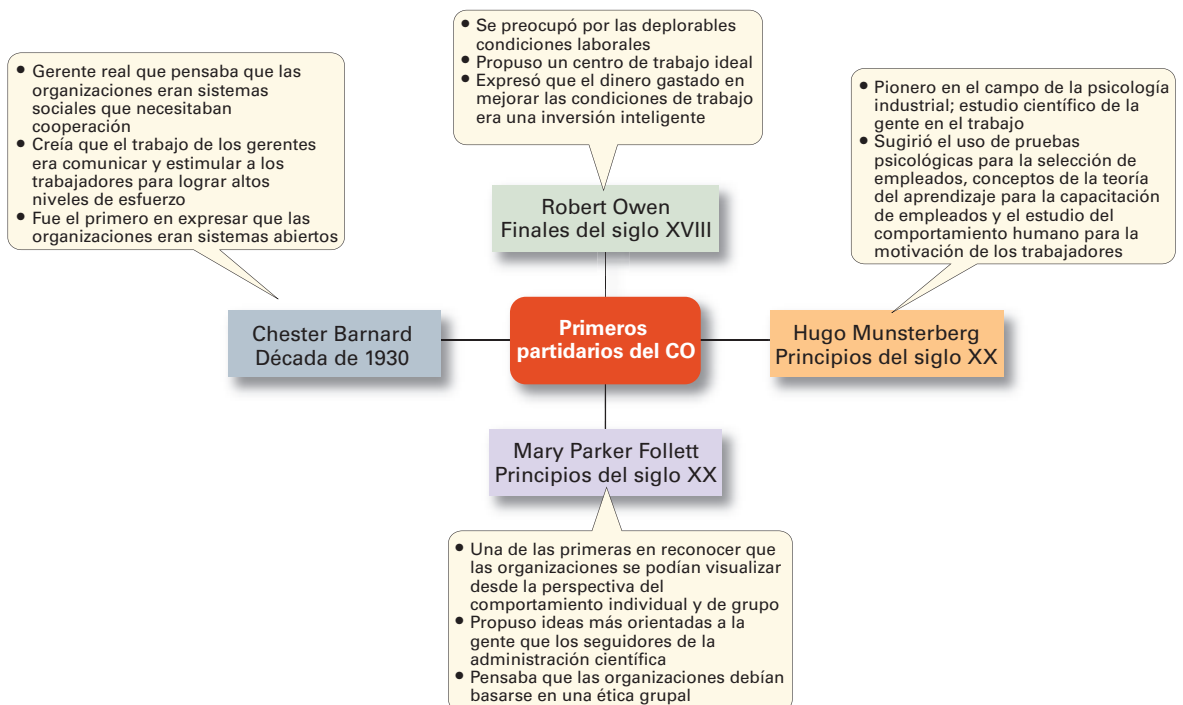 • Se preocupó por las deplorables
condiciones laborales
• Propuso un centro de trabajo ideal
• Expresó que el dinero gastado en
mejorar las condiciones de trabajo
era una inversión inteligente
• Gerente real que pensaba que las
organizaciones eran sistemas
sociales que necesitaban
cooperación
• Creía que el trabajo de los gerentes
era comunicar y estimular a los
trabajadores para lograr altos
niveles de esfuerzo
• Fue el primero en expresar que las
organizaciones eran sistemas abiertos
• Pionero en el campo de la psicología
industrial; estudio científico de la
gente en el trabajo
• Sugirió el uso de pruebas
psicológicas para la selección de
empleados, conceptos de la teoría
del aprendizaje para la capacitación
de empleados y el estudio del
comportamiento humano para la
motivación de los trabajadores
Robert Owen
Finales del siglo XVIII
Chester Barnard
Década de 1930
Primeros
partidarios del CO
Hugo Munsterberg
Principios del siglo XX
Mary Parker Follett
Principios del siglo XX
• Una de las primeras en reconocer que
las organizaciones se podían visualizar
desde la perspectiva del
comportamiento individual y de grupo
• Propuso ideas más orientadas a la
gente que los seguidores de la
administración científica
• Pensaba que las organizaciones debían
basarse en una ética grupal